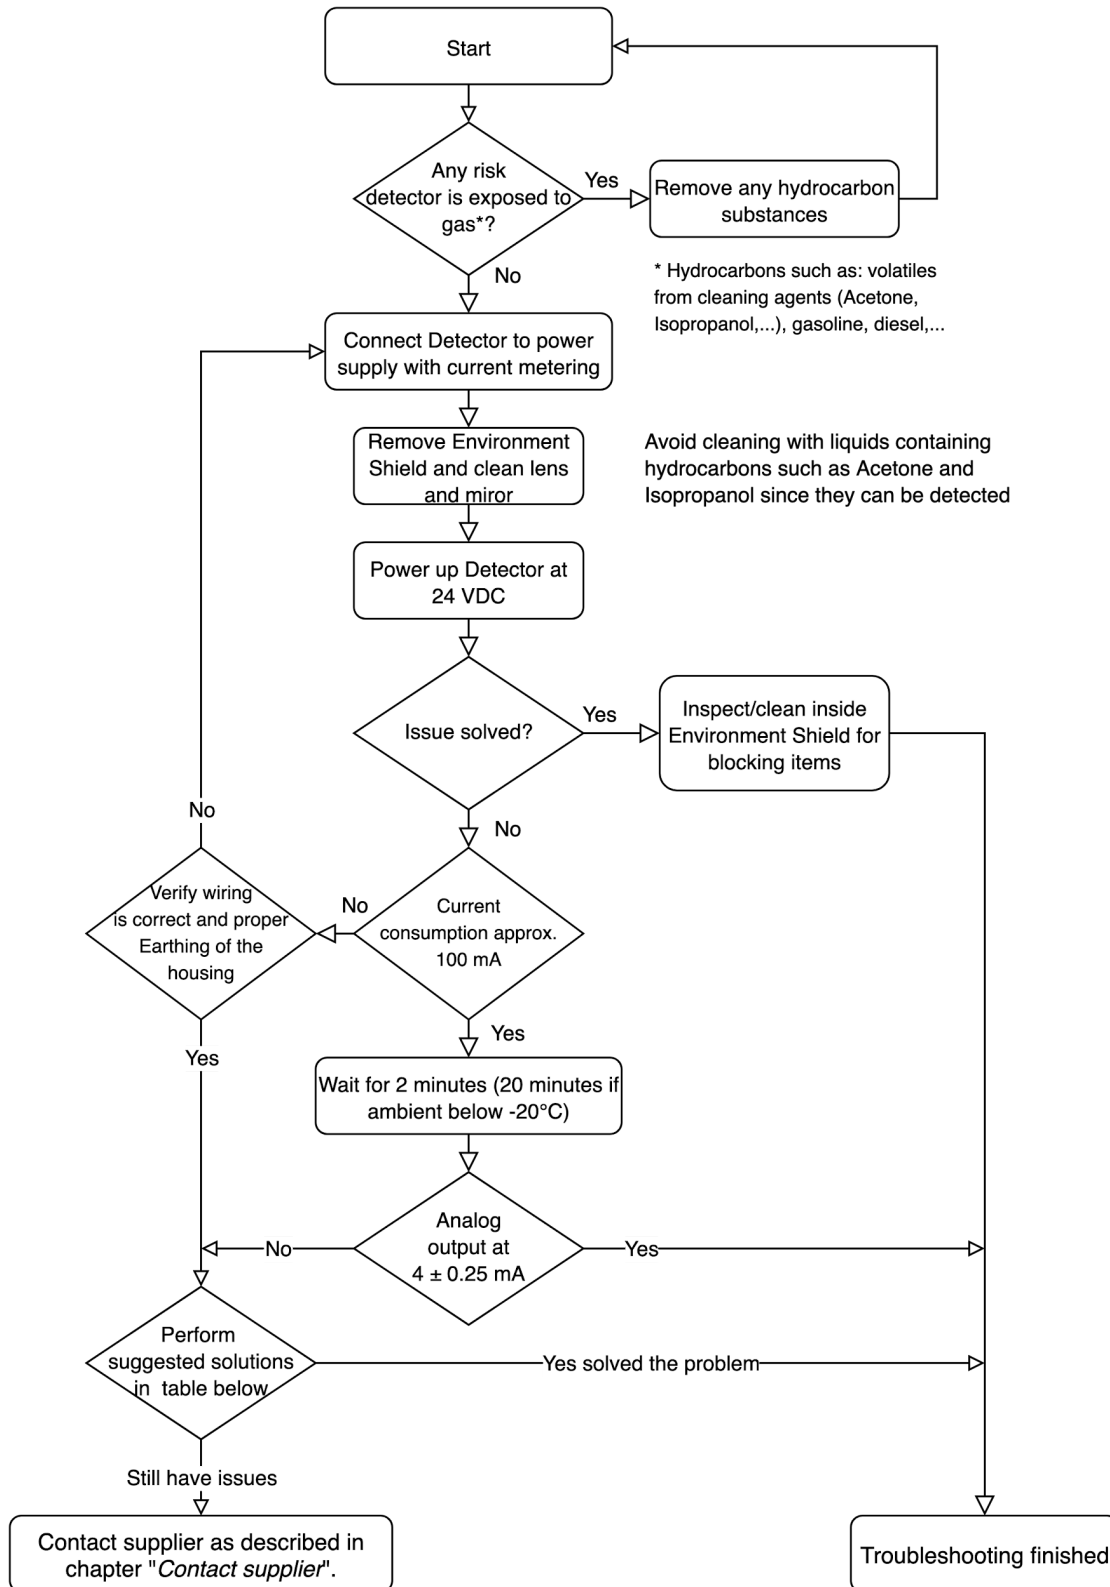 Start
Any risk
detector is exposed to
gas*?
Yes
Remove any hydrocarbon
substances
No
* Hydrocarbons such as: volatiles
from cleaning agents (Acetone,
Isopropanol,...), gasoline, diesel,...
Connect Detector to power
supply with current metering
Remove Environment
Shield and clean lens
and miror
Avoid cleaning with liquids containing
hydrocarbons such as Acetone and
Isopropanol since they can be detected
Power up Detector at
24 VDC
Issue solved?
Yes
Inspect/clean inside
Environment Shield for
blocking items
No
No
Verify wiring
is correct and proper
Earthing of the
housing
No
Current
consumption approx.
100 mA
Yes
Yes
Wait for 2 minutes (20 minutes if
ambient below -20°C)
Analog
output at
4 ± 0.25 mA
No
Yes
Perform
suggested solutions
in table below
Yes solved the problem
Still have issues
Contact supplier as described in
chapter "Contact supplier".
Troubleshooting finished